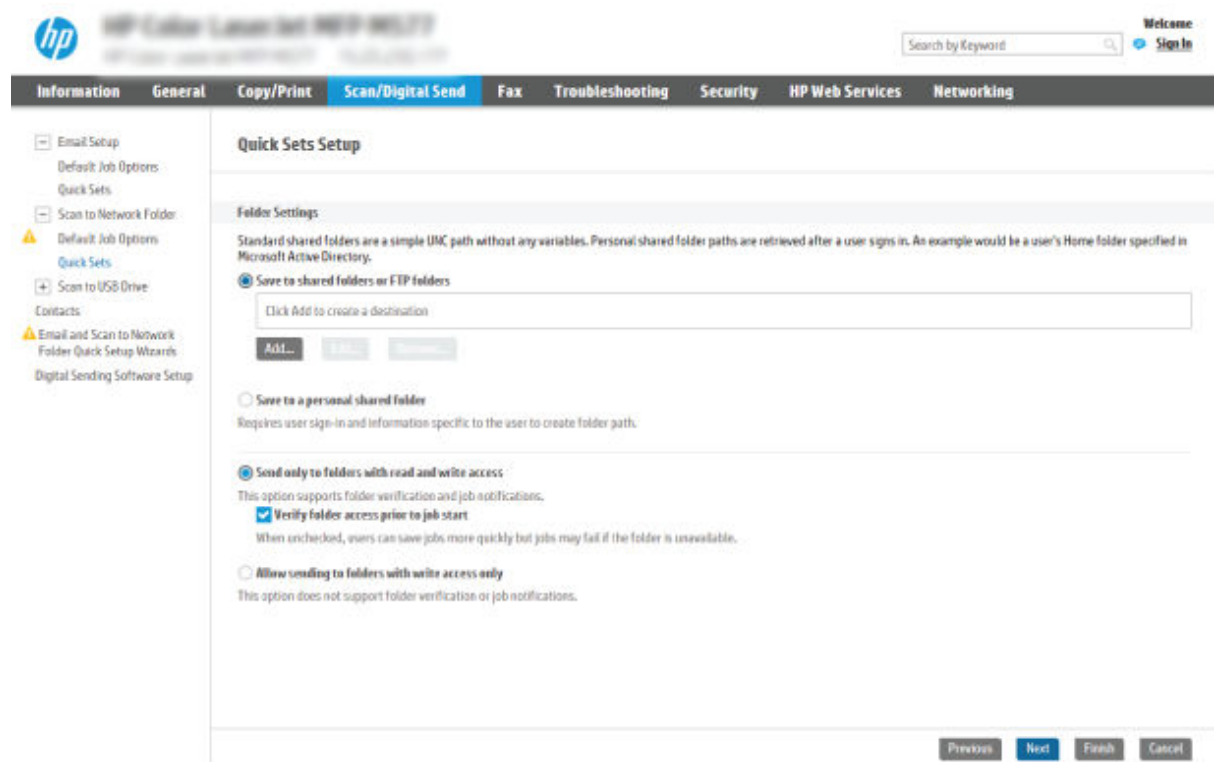 hp
HP Color LaserJet MFP M577
Welcome
Search by Keyword
Sign In
Information General Copy/Print Scan/Digital Send Fax Troubleshooting Security HP Web Services Networking
Email Setup
Default Job Options
Quick Sets
Scan to Network Folder
Default Job Options
Quick Sets
Scan to USB Drive
Contacts
Email and Scan to Network
Folder Quick Setup Wizards
Digital Sending Software Setup
Quick Sets Setup
Folder Settings
Standard shared folders are a simple UNC path without any variables. Personal shared folder paths are retrieved after a user signs in. An example would be a user's Home folder specified in
Microsoft Active Directory.
Save to shared folders or FTP folders
Click Add to create a destination
Add... Edit... Remove...
Save to a personal shared folder
Requires user sign-in and information specific to the user to create folder path.
Send only to folders with read and write access
This option supports folder verification and job notifications.
Verify folder access prior to job start
When unchecked, users can save jobs more quickly but jobs may fail if the folder is unavailable.
Allow sending to folders with write access only
This option does not support folder verification or job notifications.
Previous Next Finish Cancel